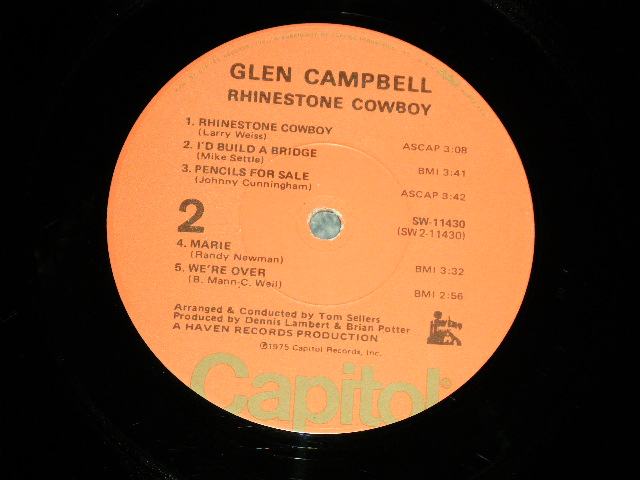 GLEN CAMPBELL
RHINESTONE COWBOY
1. RHINESTONE COWBOY
(Larry Weiss) ASCAP 3:08
2. I'D BUILD A BRIDGE
(Mike Settle) BMI 3:41
3. PENCILS FOR SALE
(Johnny Cunningham) ASCAP 3:42
2
SW-11430
(SW2-11430)
4. MARIE
(Randy Newman) BMI 3:32
5. WE'RE OVER
(B. Mann-C. Weil) BMI 2:56
Arranged & Conducted by Tom Sellers
Produced by Dennis Lambert & Brian Potter
A HAVEN RECORDS PRODUCTION
℗1975 Capitol Records, Inc.
Capitol®